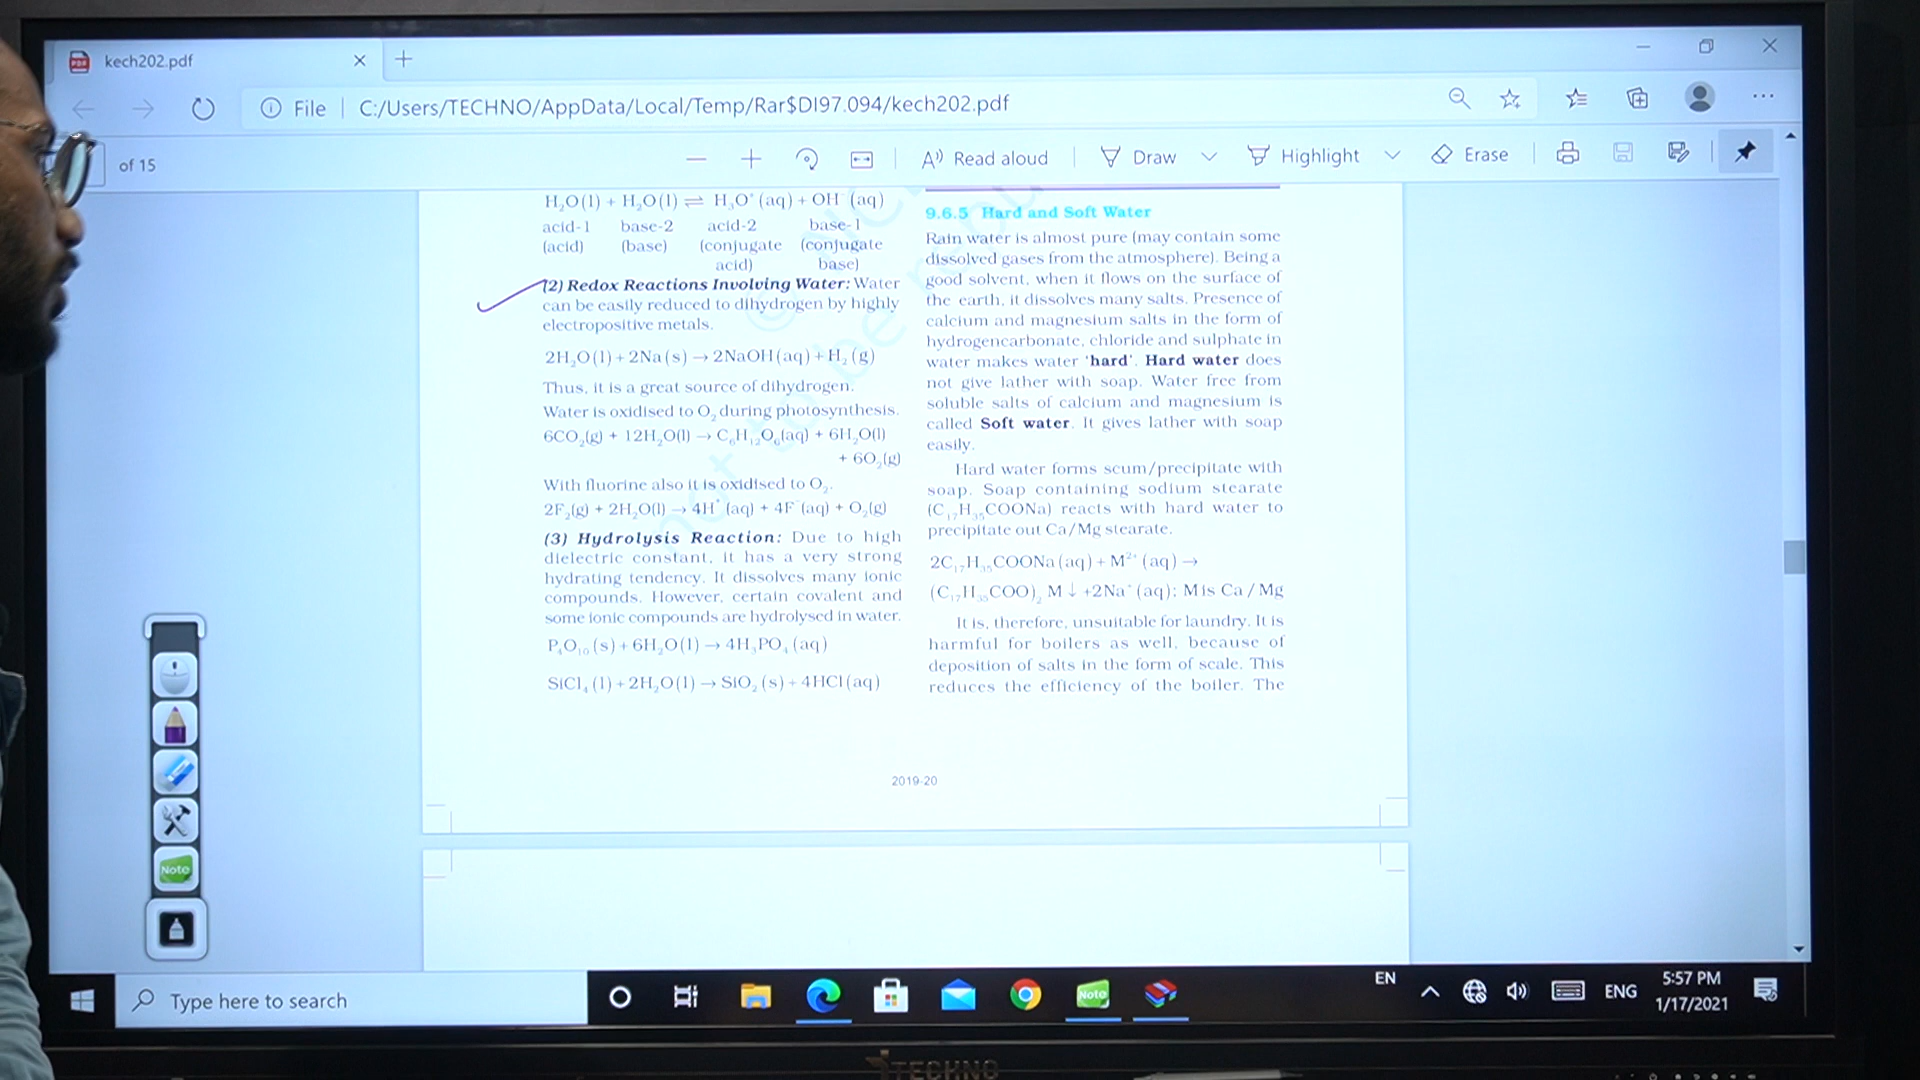 kech202.pdf
File | C:/Users/TECHNO/AppData/Local/Temp/Rar$DI97.094/kech202.pdf
of 15
Read aloud
Draw
Highlight
Erase
H₂O(l) + H₂O(l) ⇌ H₃O⁺ (aq) + OH⁻ (aq)
acid-1 base-2 acid-2 base-1
(acid) (base) (conjugate (conjugate
acid) base)
(2) Redox Reactions Involving Water: Water
can be easily reduced to dihydrogen by highly
electropositive metals.
2H₂O(l) + 2Na(s) → 2NaOH(aq) + H₂(g)
Thus, it is a great source of dihydrogen.
Water is oxidised to O₂ during photosynthesis.
6CO₂(g) + 12H₂O(l) → C₆H₁₂O₆(aq) + 6H₂O(l)
+ 6O₂(g)
With fluorine also it is oxidised to O₂.
2F₂(g) + 2H₂O(l) → 4H⁺ (aq) + 4F⁻ (aq) + O₂(g)
(3) Hydrolysis Reaction: Due to high
dielectric constant, it has a very strong
hydrating tendency. It dissolves many ionic
compounds. However, certain covalent and
some ionic compounds are hydrolysed in water.
P₄O₁₀(s) + 6H₂O(l) → 4H₃PO₄(aq)
SiCl₄(l) + 2H₂O(l) → SiO₂(s) + 4HCl(aq)
9.6.5 Hard and Soft Water
Rain water is almost pure (may contain some
dissolved gases from the atmosphere). Being a
good solvent, when it flows on the surface of
the earth, it dissolves many salts. Presence of
calcium and magnesium salts in the form of
hydrogencarbonate, chloride and sulphate in
water makes water 'hard'. Hard water does
not give lather with soap. Water free from
soluble salts of calcium and magnesium is
called Soft water. It gives lather with soap
easily.
Hard water forms scum/precipitate with
soap. Soap containing sodium stearate
(C₁₇H₃₅COONa) reacts with hard water to
precipitate out Ca/Mg stearate.
2C₁₇H₃₅COONa(aq) + M²⁺(aq) →
(C₁₇H₃₅COO)₂ M↓ +2Na⁺(aq); M is Ca/Mg
It is, therefore, unsuitable for laundry. It is
harmful for boilers as well, because of
deposition of salts in the form of scale. This
reduces the efficiency of the boiler. The
2019-20
Note
Type here to search
Note
EN
ENG
5:57 PM
1/17/2021
TECHNO